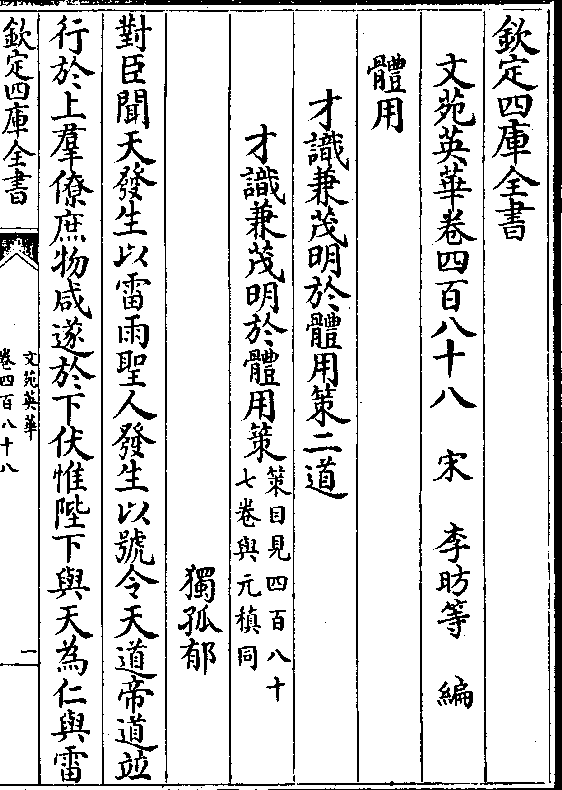 欽定四庫全書
文苑英華卷四百八十八 宋 李昉等 編
體用
才識兼茂明於體用策二道
才識兼茂明於體用策策目見四百八十
七卷與元稹同
獨孤郁
對臣聞天發生以雷雨聖人發生以號令天道帝道並
行於上羣僚庶物咸遂於下伏惟陛下與天為仁與雷
欽定四庫全書
文苑英華
卷四百八十八
一